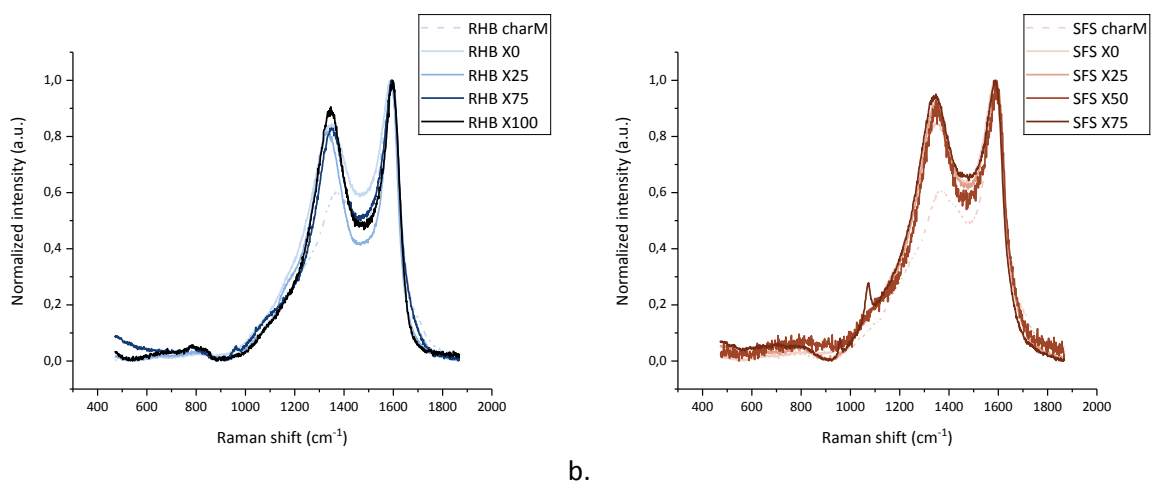 RHB charM
RHB X0
RHB X25
RHB X75
RHB X100
1,0
0,8
0,6
0,4
0,2
0,0
Normalized intensity (a.u.)
400 600 800 1000 1200 1400 1600 1800 2000
Raman shift (cm⁻¹)
SFS charM
SFS X0
SFS X25
SFS X50
SFS X75
1,0
0,8
0,6
0,4
0,2
0,0
Normalized intensity (a.u.)
400 600 800 1000 1200 1400 1600 1800 2000
Raman shift (cm⁻¹)
b.